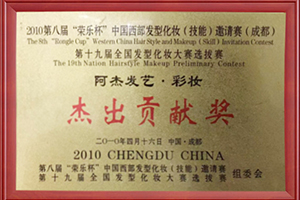 2010第八届“荣乐杯”中国西部发型化妆(技能)邀请赛(成都)
The 8th "Rongle Cup" Western China Hair Style and Makeup (Skill) Invitation Contest
第十九届全国发型化妆大赛选拔赛
The 19th Nation Hairstyle Makeup Preliminary Contest
阿杰发艺·彩妆
杰出贡献奖
二〇一〇年四月十六日 中国·成都
2010 CHENGDU CHINA
第八届“荣乐杯”中国西部发型化妆(技能)邀请赛
第十九届全国发型化妆大赛选拔赛 组委会